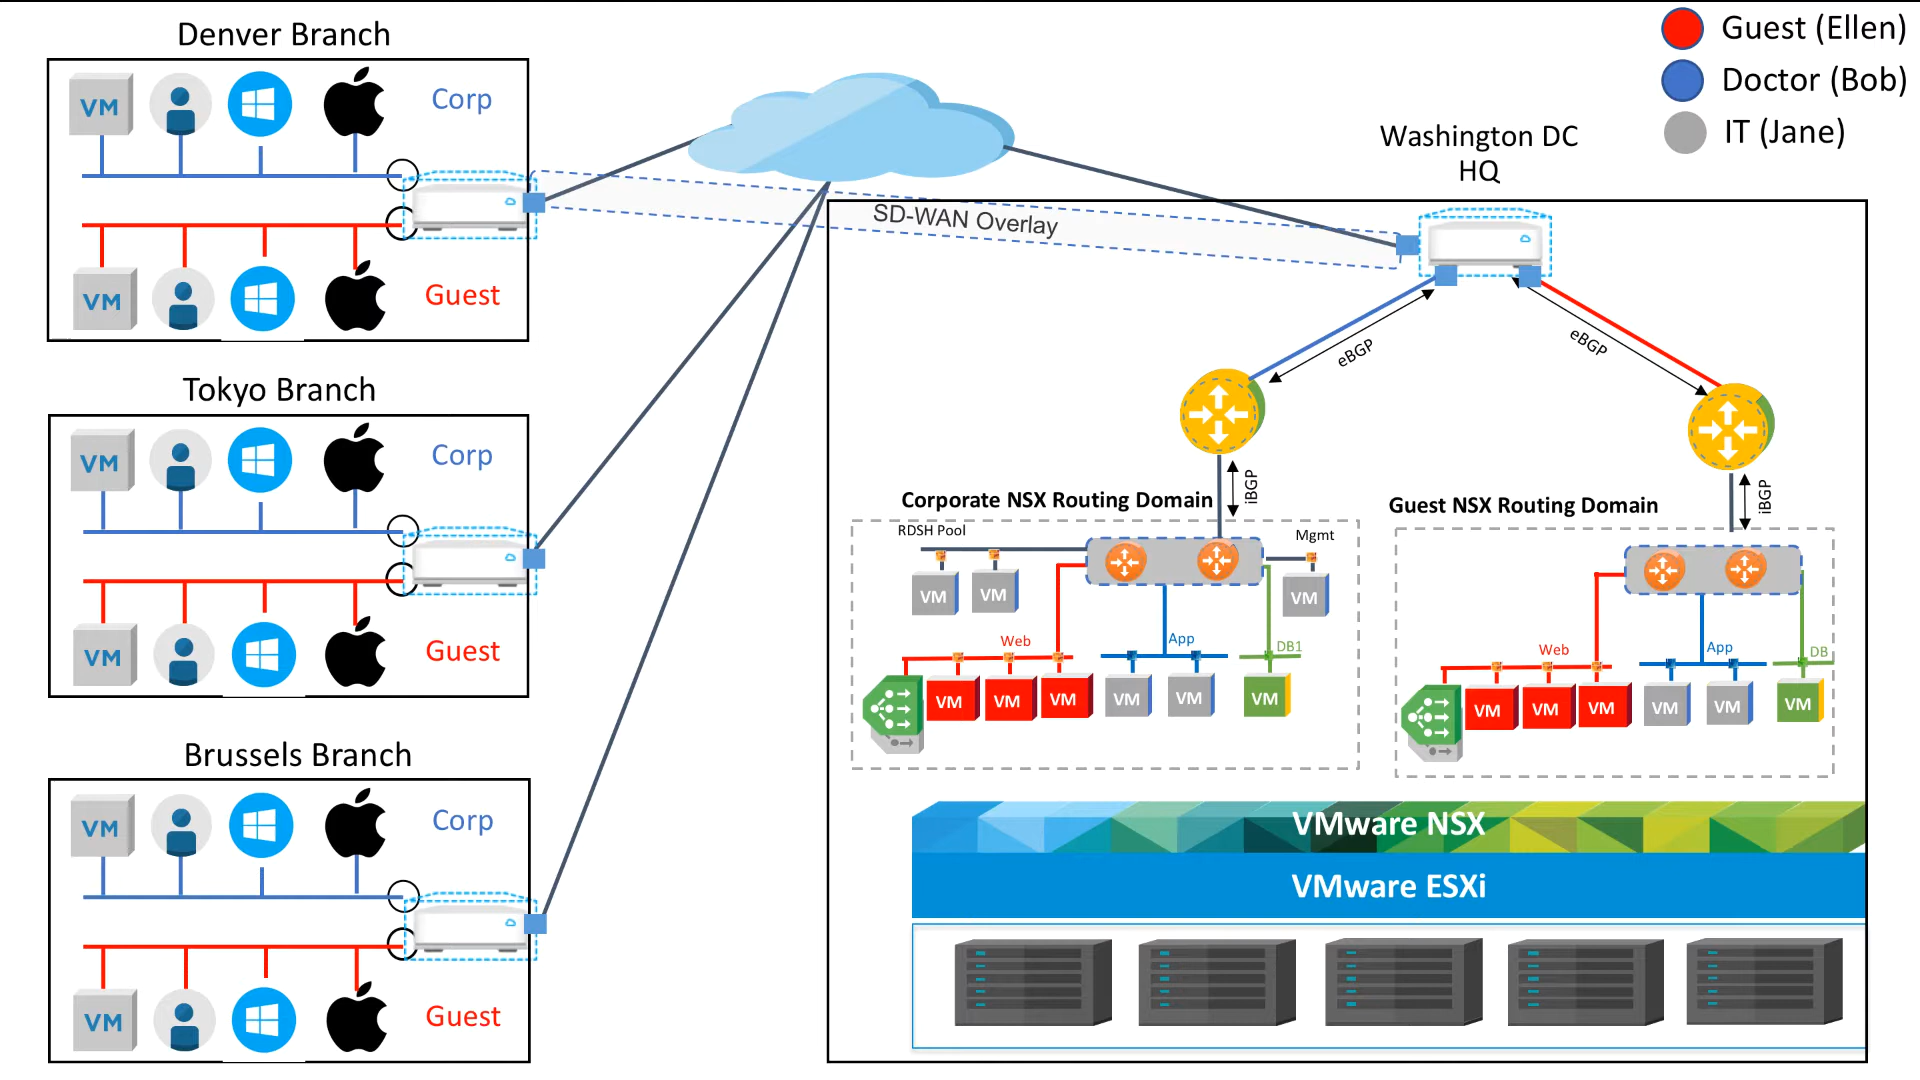 Denver Branch
VM
Corp
VM
Guest
Tokyo Branch
VM
Corp
VM
Guest
Brussels Branch
VM
Corp
VM
Guest
SD-WAN Overlay
Guest (Ellen)
Doctor (Bob)
IT (Jane)
Washington DC
HQ
eBGP
eBGP
iBGP
iBGP
Corporate NSX Routing Domain
RDSH Pool
Mgmt
VM
VM
VM
Web
App
DB1
VM
VM
VM
VM
VM
VM
Guest NSX Routing Domain
Web
App
DB
VM
VM
VM
VM
VM
VM
VMware NSX
VMware ESXi